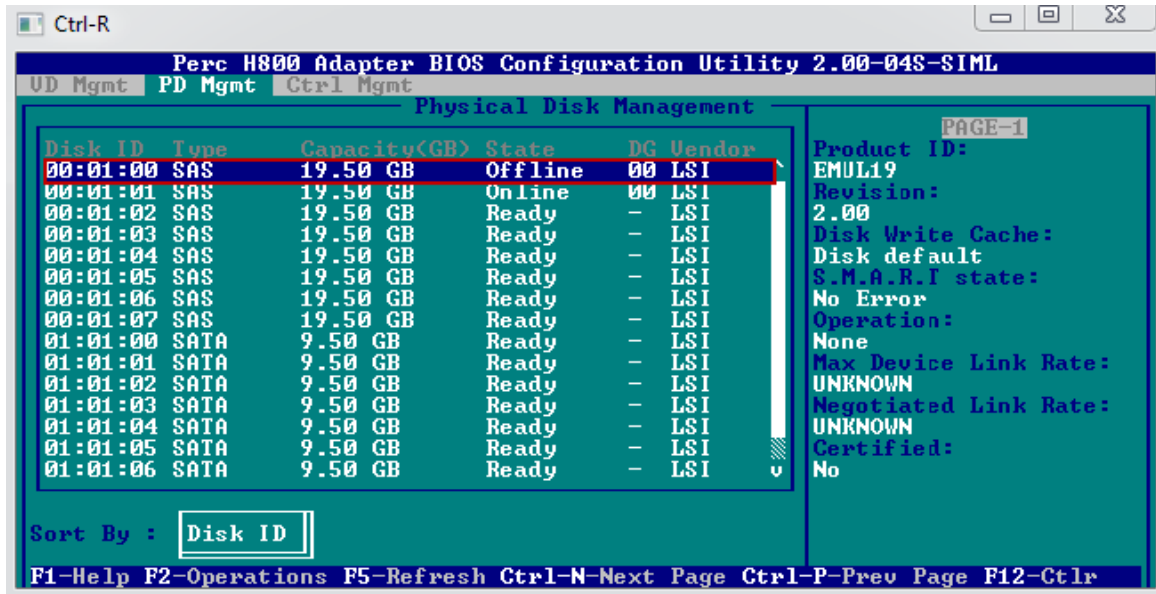 Ctrl-R
Perc H800 Adapter BIOS Configuration Utility 2.00-04S-SIML
VD Mgmt PD Mgmt Ctrl Mgmt
Physical Disk Management
Disk ID Type Capacity(GB) State DG Vendor
00:01:00 SAS 19.50 GB Offline 00 LSI
00:01:01 SAS 19.50 GB Online 00 LSI
00:01:02 SAS 19.50 GB Ready - LSI
00:01:03 SAS 19.50 GB Ready - LSI
00:01:04 SAS 19.50 GB Ready - LSI
00:01:05 SAS 19.50 GB Ready - LSI
00:01:06 SAS 19.50 GB Ready - LSI
00:01:07 SAS 19.50 GB Ready - LSI
01:01:00 SATA 9.50 GB Ready - LSI
01:01:01 SATA 9.50 GB Ready - LSI
01:01:02 SATA 9.50 GB Ready - LSI
01:01:03 SATA 9.50 GB Ready - LSI
01:01:04 SATA 9.50 GB Ready - LSI
01:01:05 SATA 9.50 GB Ready - LSI
01:01:06 SATA 9.50 GB Ready - LSI
Sort By : Disk ID
PAGE-1
Product ID:
EMUL19
Revision:
2.00
Disk Write Cache:
Disk default
S.M.A.R.T state:
No Error
Operation:
None
Max Device Link Rate:
UNKNOWN
Negotiated Link Rate:
UNKNOWN
Certified:
No
F1-Help F2-Operations F5-Refresh Ctrl-N-Next Page Ctrl-P-Prev Page F12-Ctlr